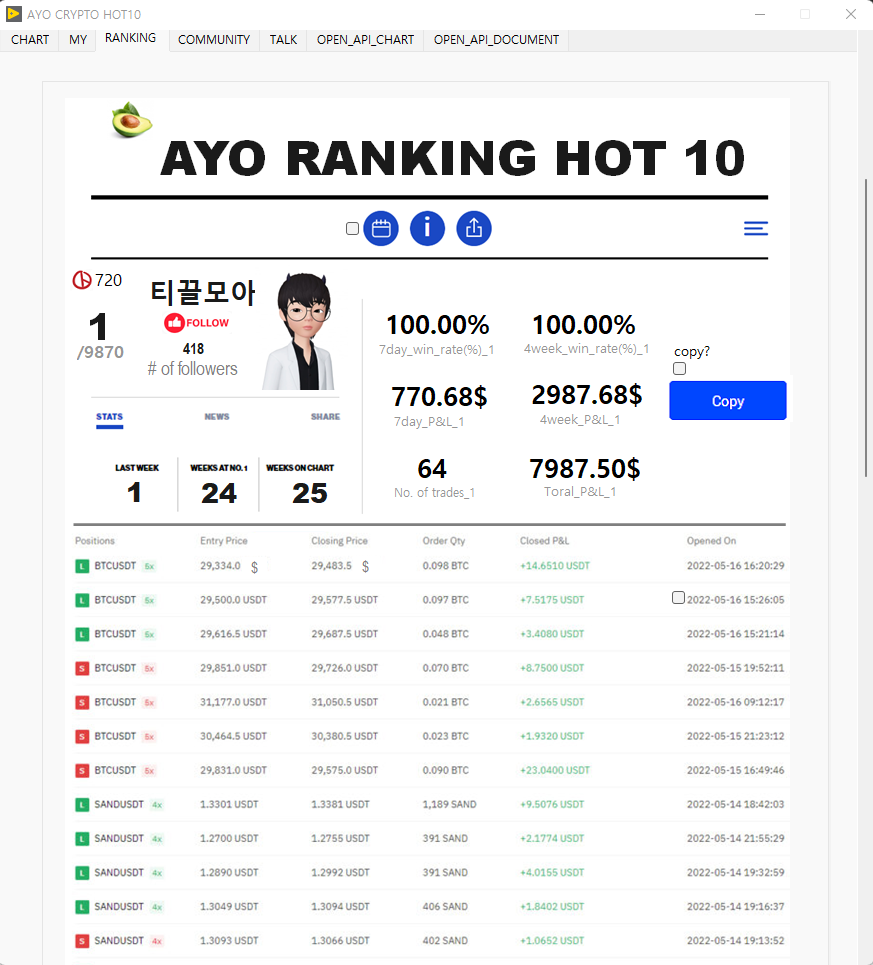 AYO CRYPTO HOT10
CHART MY RANKING COMMUNITY TALK OPEN_API_CHART OPEN_API_DOCUMENT
AYO RANKING HOT 10
720
티끌모아
1
/9870
FOLLOW
418
# of followers
100.00%
7day_win_rate(%)_1
100.00%
4week_win_rate(%)_1
copy?
770.68$
7day_P&L_1
2987.68$
4week_P&L_1
Copy
STATS NEWS SHARE
64
No. of trades_1
7987.50$
Toral_P&L_1
LAST WEEK
1
WEEKS AT NO. 1
24
WEEKS ON CHART
25
Positions Entry Price Closing Price Order Qty Closed P&L Opened On
L BTCUSDT 6x 29,334.0 $ 29,483.5 $ 0.098 BTC +14.6510 USDT 2022-05-16 16:20:29
L BTCUSDT 6x 29,500.0 USDT 29,577.5 USDT 0.097 BTC +7.5175 USDT 2022-05-16 15:26:05
L BTCUSDT 6x 29,616.5 USDT 29,687.5 USDT 0.048 BTC +3.4080 USDT 2022-05-16 15:21:14
S BTCUSDT 6x 29,851.0 USDT 29,726.0 USDT 0.070 BTC +8.7500 USDT 2022-05-15 19:52:11
S BTCUSDT 6x 31,177.0 USDT 31,050.5 USDT 0.021 BTC +2.6565 USDT 2022-05-16 09:12:17
S BTCUSDT 6x 30,464.5 USDT 30,380.5 USDT 0.023 BTC +1.9320 USDT 2022-05-15 21:23:12
S BTCUSDT 6x 29,831.0 USDT 29,575.0 USDT 0.090 BTC +23.0400 USDT 2022-05-15 16:49:46
L SANDUSDT 4x 1.3301 USDT 1.3381 USDT 1,189 SAND +9.5076 USDT 2022-05-14 18:42:03
L SANDUSDT 4x 1.2700 USDT 1.2755 USDT 391 SAND +2.1774 USDT 2022-05-14 21:55:29
L SANDUSDT 4x 1.2890 USDT 1.2992 USDT 391 SAND +4.0155 USDT 2022-05-14 19:32:59
L SANDUSDT 4x 1.3049 USDT 1.3094 USDT 406 SAND +1.8402 USDT 2022-05-14 19:16:37
S SANDUSDT 4x 1.3093 USDT 1.3066 USDT 402 SAND +1.0652 USDT 2022-05-14 19:13:52